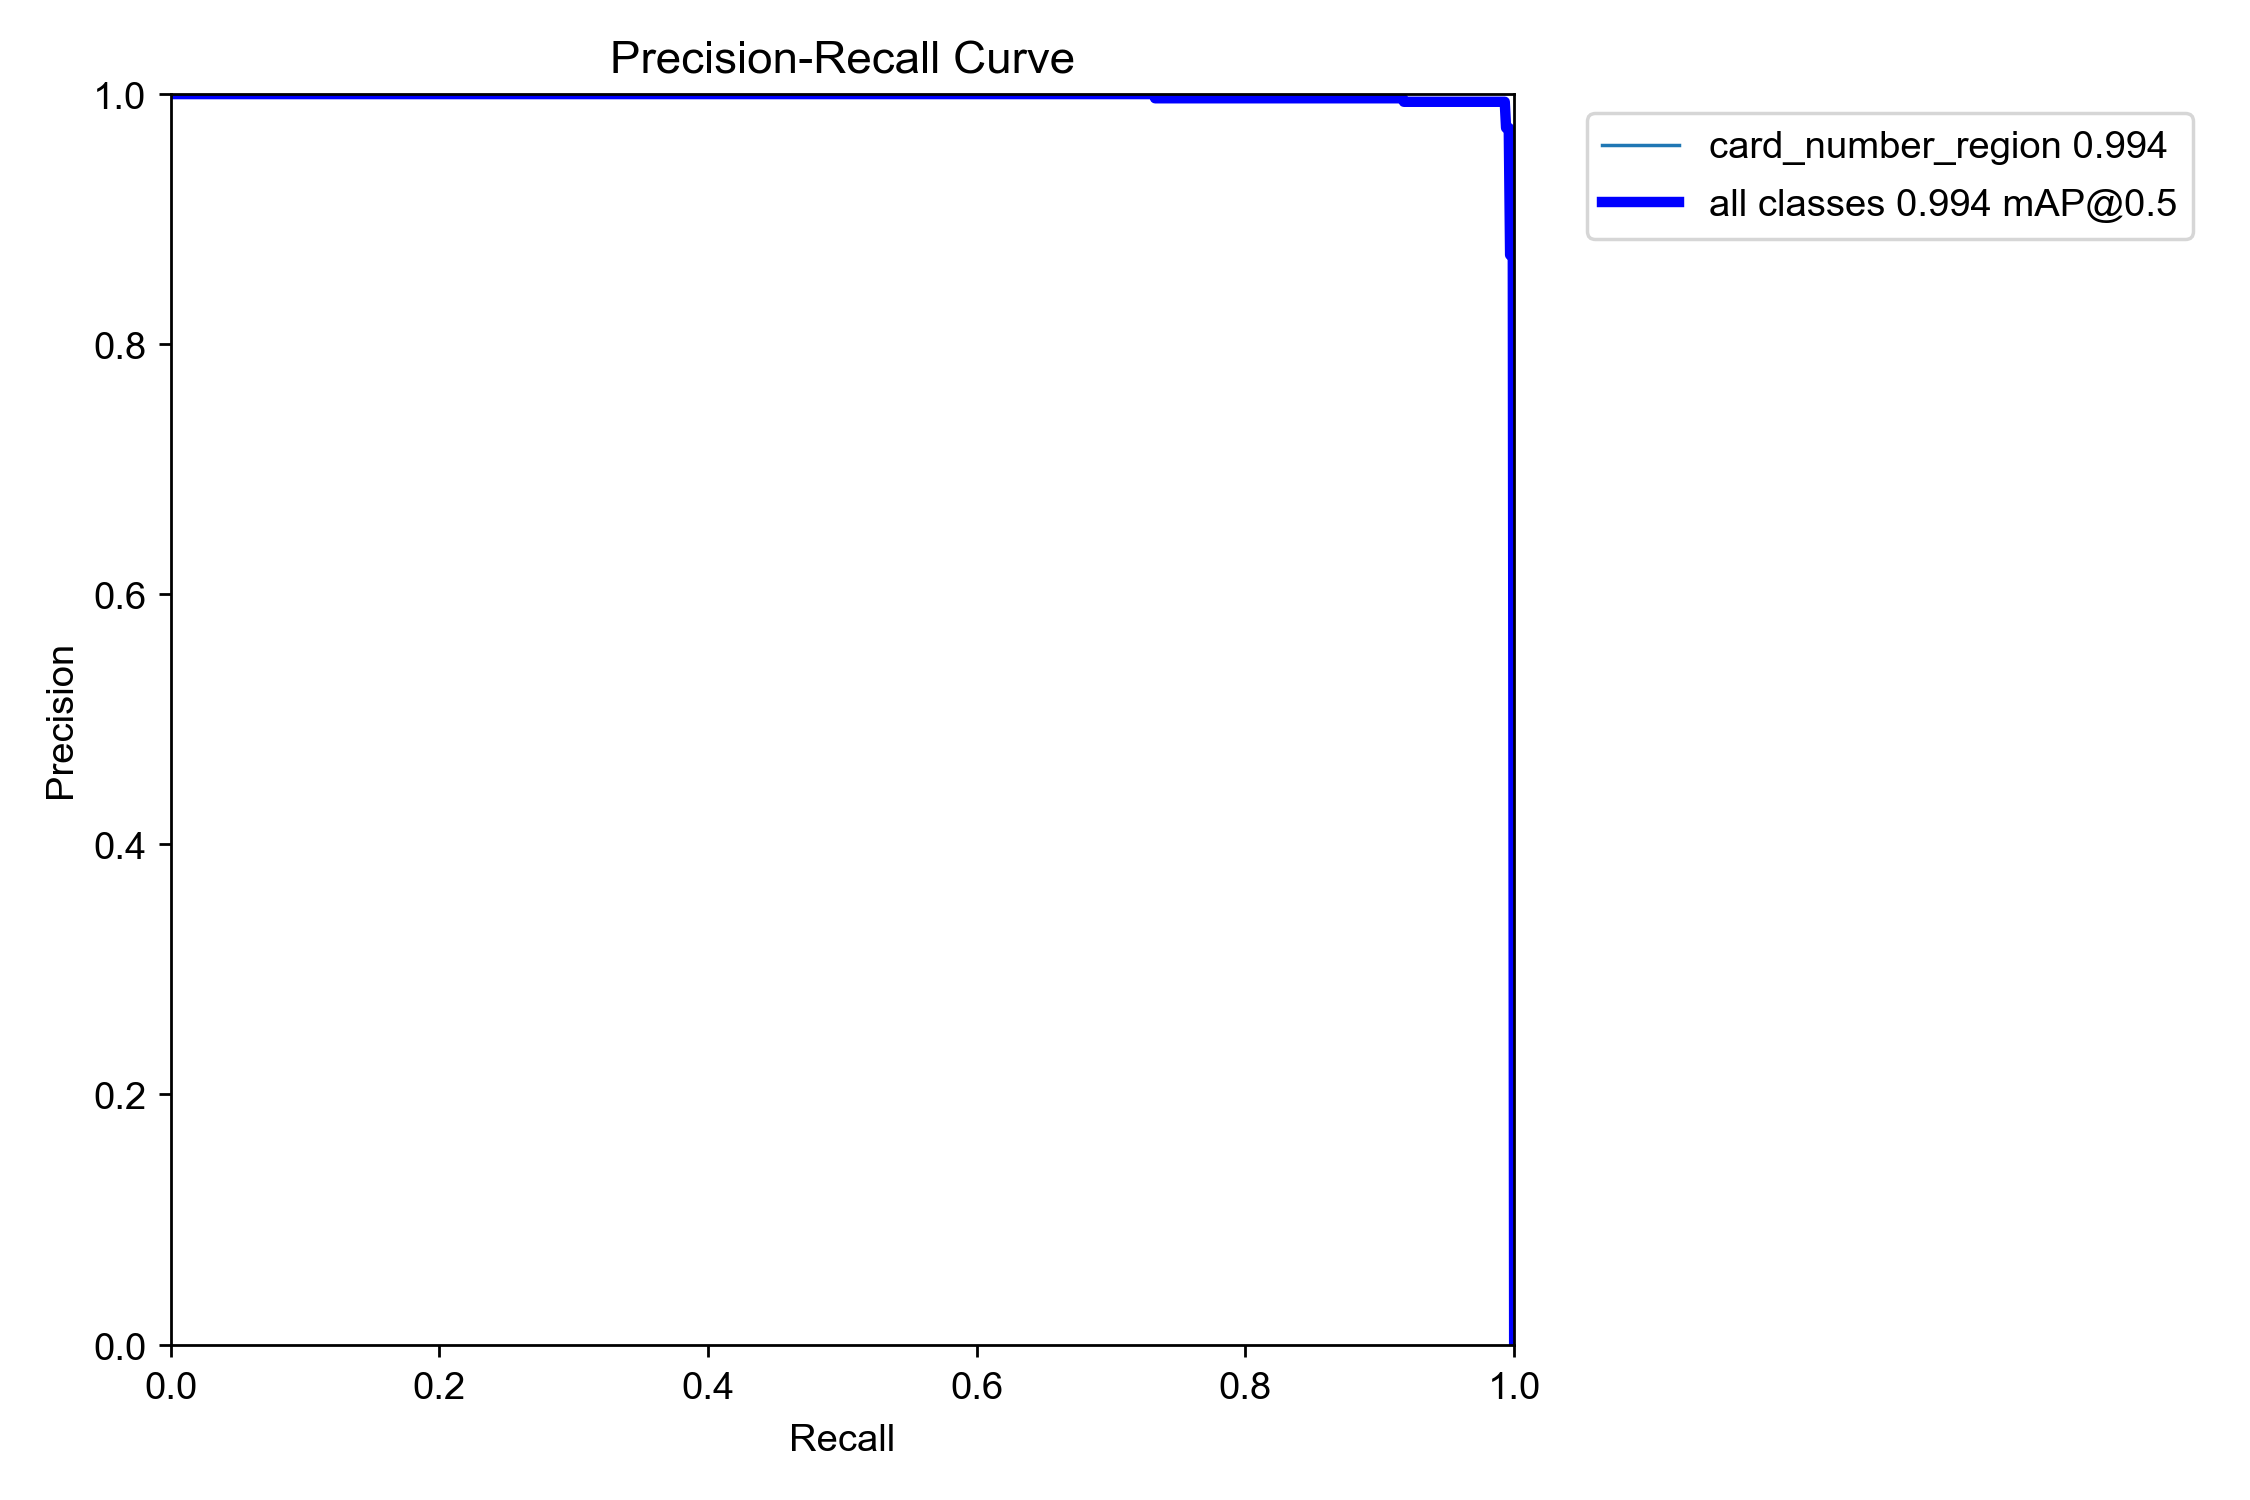 Precision-Recall Curve
card_number_region 0.994
all classes 0.994 mAP@0.5
1.0
0.8
0.6
0.4
0.2
0.0
Precision
0.0 0.2 0.4 0.6 0.8 1.0
Recall